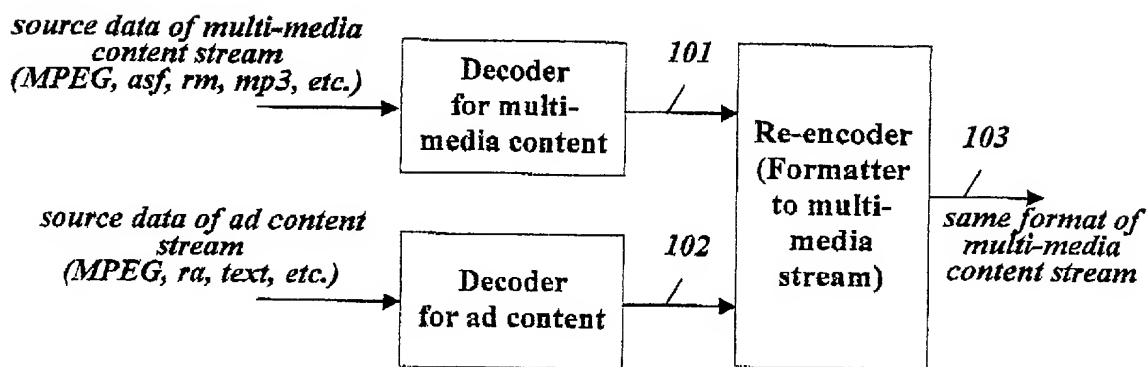 source data of multi-media
content stream
(MPEG, asf, rm, mp3, etc.)
Decoder
for multi-
media content
101
Re-encoder
(Formatter
to multi-
media
stream)
103
same format of
multi-media
content stream
source data of ad content
stream
(MPEG, ra, text, etc.)
Decoder
for ad content
102